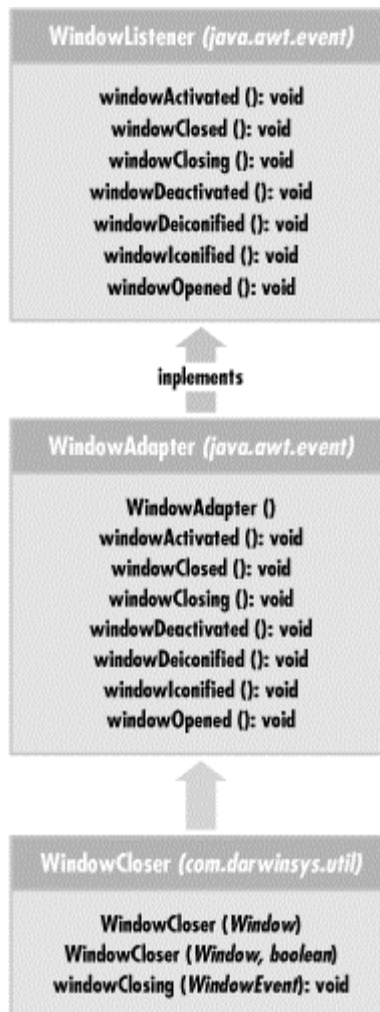 WindowListener (java.awt.event)
windowActivated (): void
windowClosed (): void
windowClosing (): void
windowDeactivated (): void
windowDeiconified (): void
windowIconified (): void
windowOpened (): void
inplements
WindowAdapter (java.awt.event)
WindowAdapter ()
windowActivated (): void
windowClosed (): void
windowClosing (): void
windowDeactivated (): void
windowDeiconified (): void
windowIconified (): void
windowOpened (): void
WindowCloser (com.darwinsys.util)
WindowCloser (Window)
WindowCloser (Window, boolean)
windowClosing (WindowEvent): void